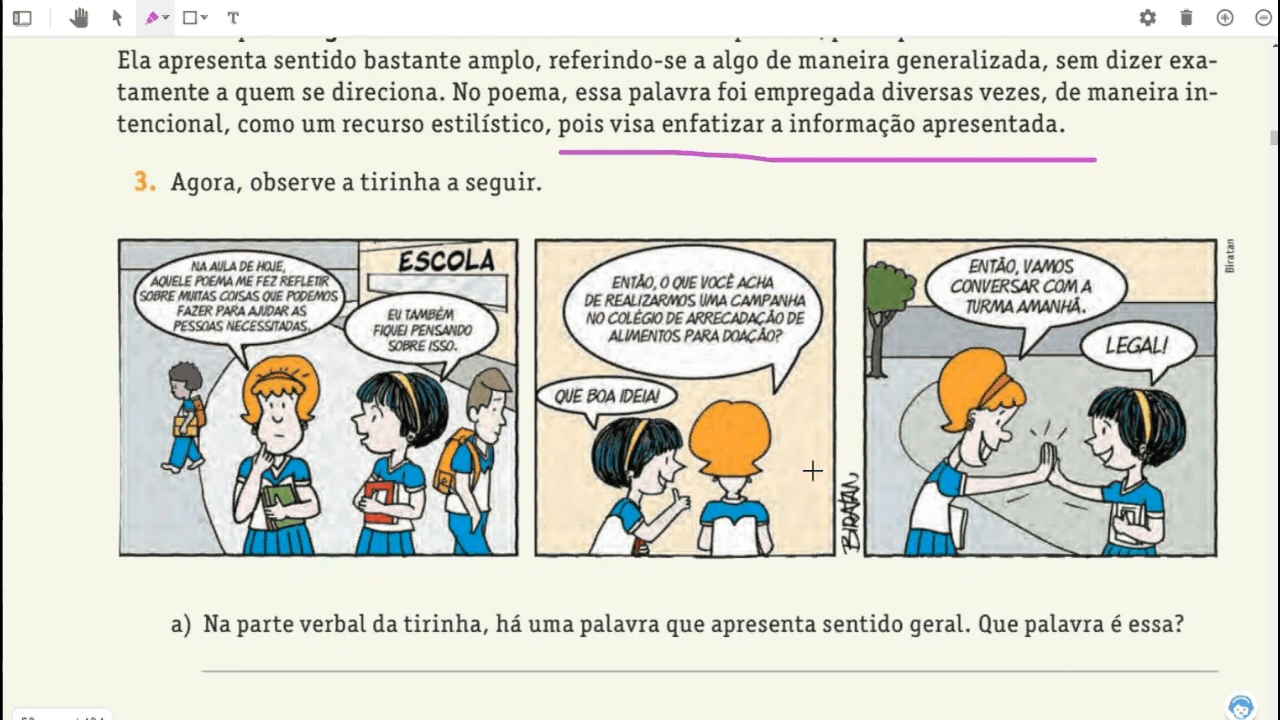 Ela apresenta sentido bastante amplo, referindo-se a algo de maneira generalizada, sem dizer exa-
tamente a quem se direciona. No poema, essa palavra foi empregada diversas vezes, de maneira in-
tencional, como um recurso estilístico, pois visa enfatizar a informação apresentada.
3. Agora, observe a tirinha a seguir.
NA AULA DE HOJE,
AQUELE POEMA ME FEZ REFLETIR
SOBRE MUITAS COISAS QUE PODEMOS
FAZER PARA AJUDAR AS
PESSOAS NECESSITADAS.
ESCOLA
EU TAMBÉM
FIQUEI PENSANDO
SOBRE ISSO.
ENTÃO, O QUE VOCÊ ACHA
DE REALIZARMOS UMA CAMPANHA
NO COLÉGIO DE ARRECADAÇÃO DE
ALIMENTOS PARA DOAÇÃO?
QUE BOA IDEIA!
BIRATAN
ENTÃO, VAMOS
CONVERSAR COM A
TURMA AMANHÃ.
LEGAL!
Biratan
a) Na parte verbal da tirinha, há uma palavra que apresenta sentido geral. Que palavra é essa?